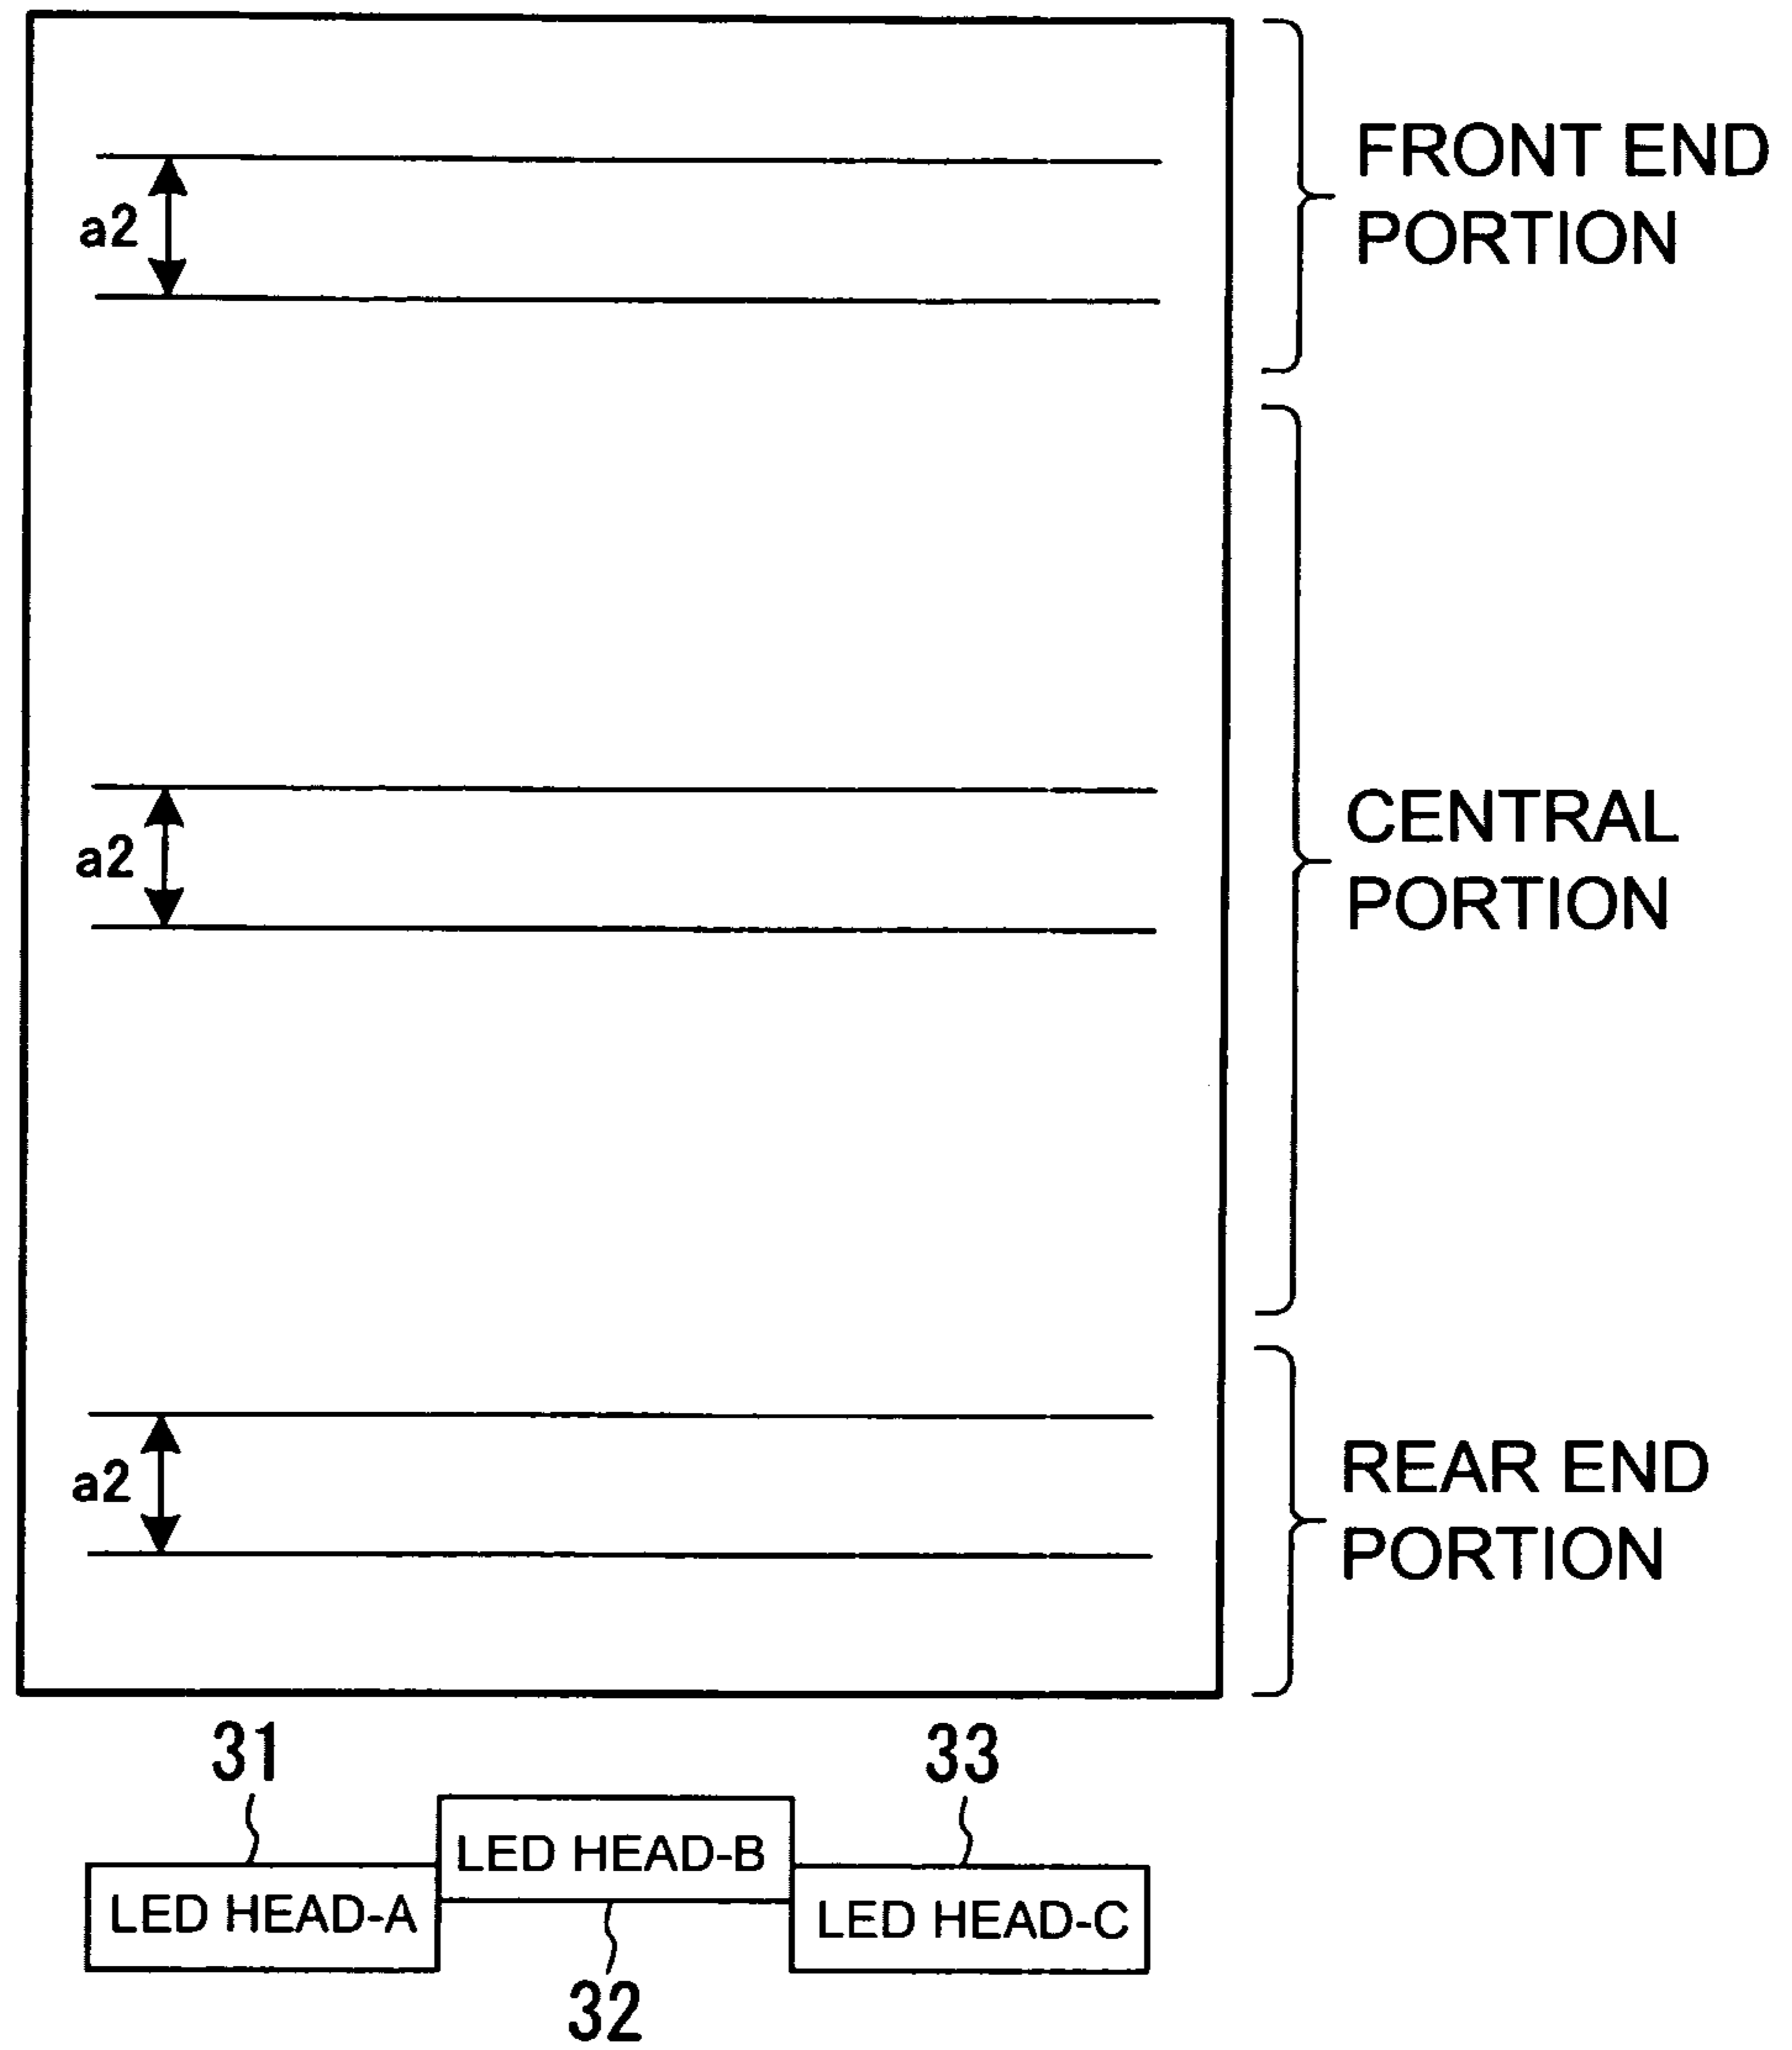 FRONT END
PORTION
a2
CENTRAL
PORTION
a2
REAR END
PORTION
a2
31
33
LED HEAD-B
LED HEAD-A
LED HEAD-C
32